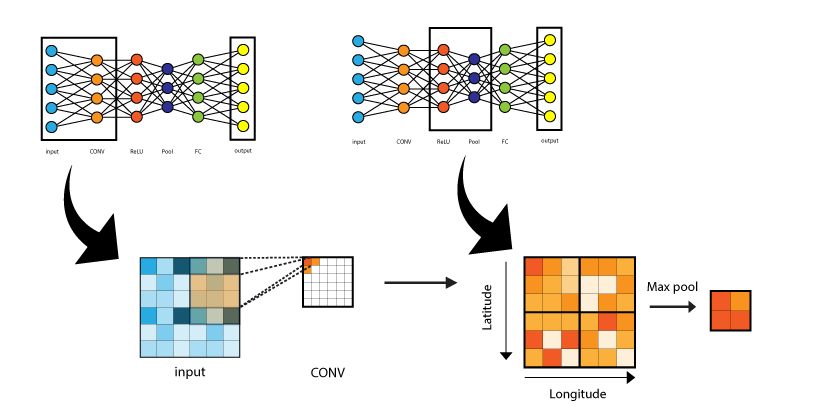 input CONV ReLU Pool FC output
input CONV ReLU Pool FC output
Latitude
Max pool
input
CONV
Longitude